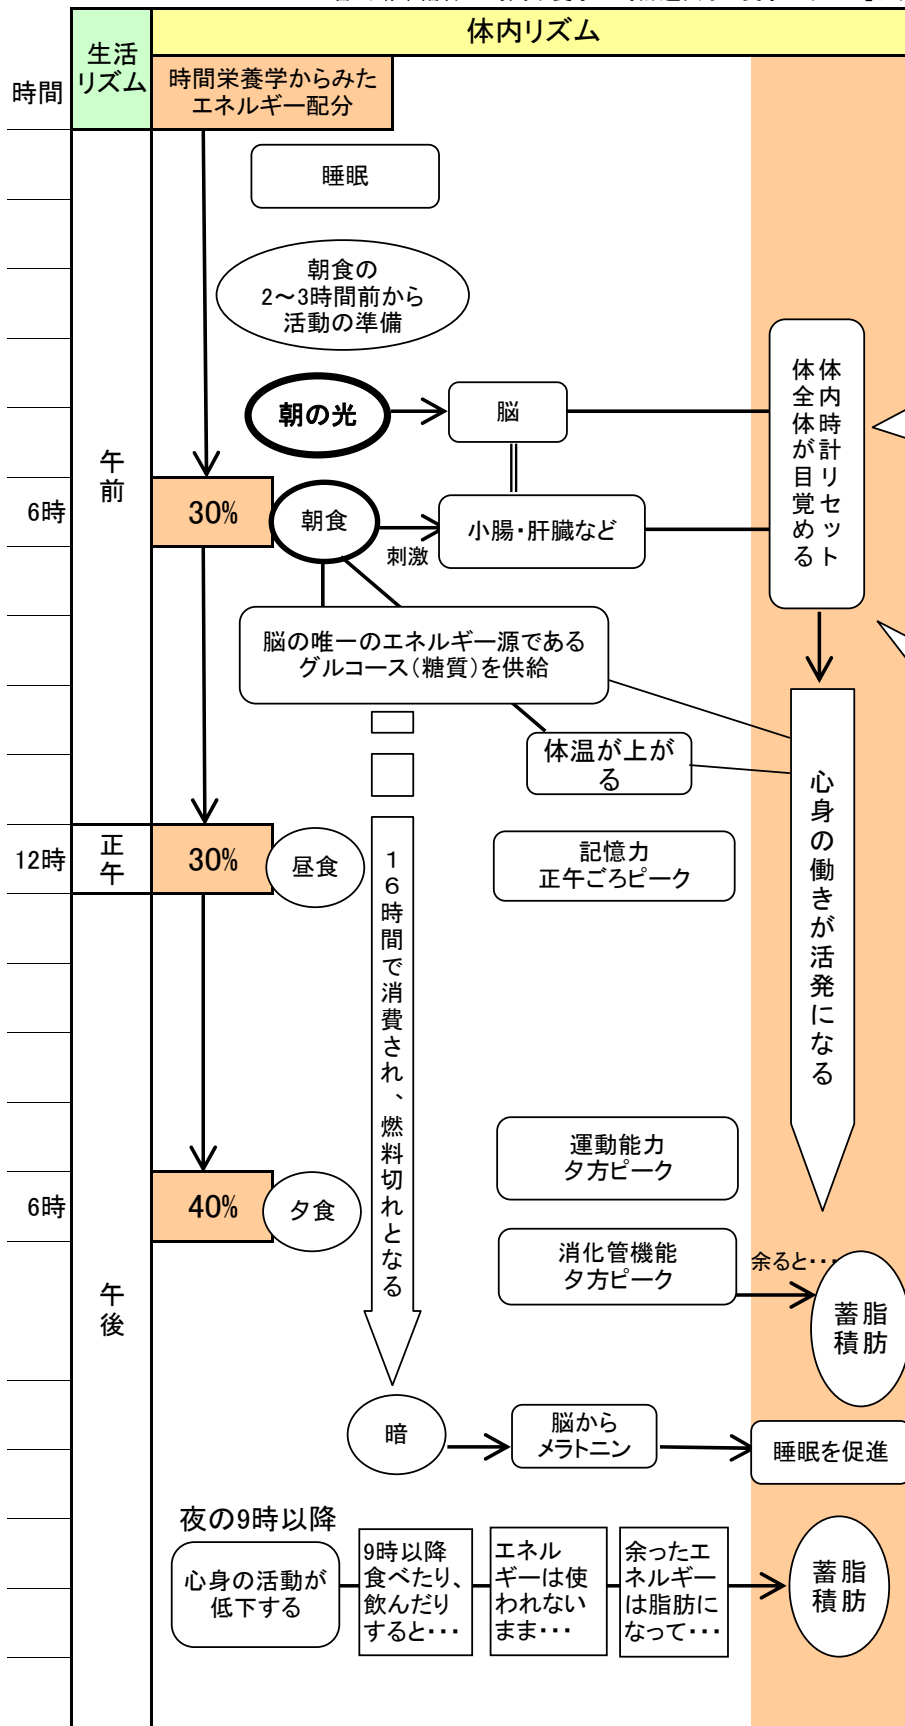 体内リズム
生活
リズム
時間
時間栄養学からみた
エネルギー配分
睡眠
朝食の
2～3時間前から
活動の準備
朝の光
脳
体内時計リセット
体全体が目覚める
午前
6時
30%
朝食
刺激
小腸・肝臓など
脳の唯一のエネルギー源である
グルコース（糖質）を供給
体温が上が
る
心身の働きが活発になる
12時
正午
30%
昼食
16時間で消費され、燃料切れとなる
記憶力
正午ごろピーク
運動能力
夕方ピーク
6時
40%
夕食
消化管機能
夕方ピーク
余ると・・・
脂肪
蓄積
午後
暗
脳から
メラトニン
睡眠を促進
夜の9時以降
心身の活動が
低下する
9時以降
食べたり、
飲んだり
すると・・・
エネル
ギーは使
われない
まま・・・
余ったエ
ネルギー
は脂肪に
なって・・・
脂肪
蓄積